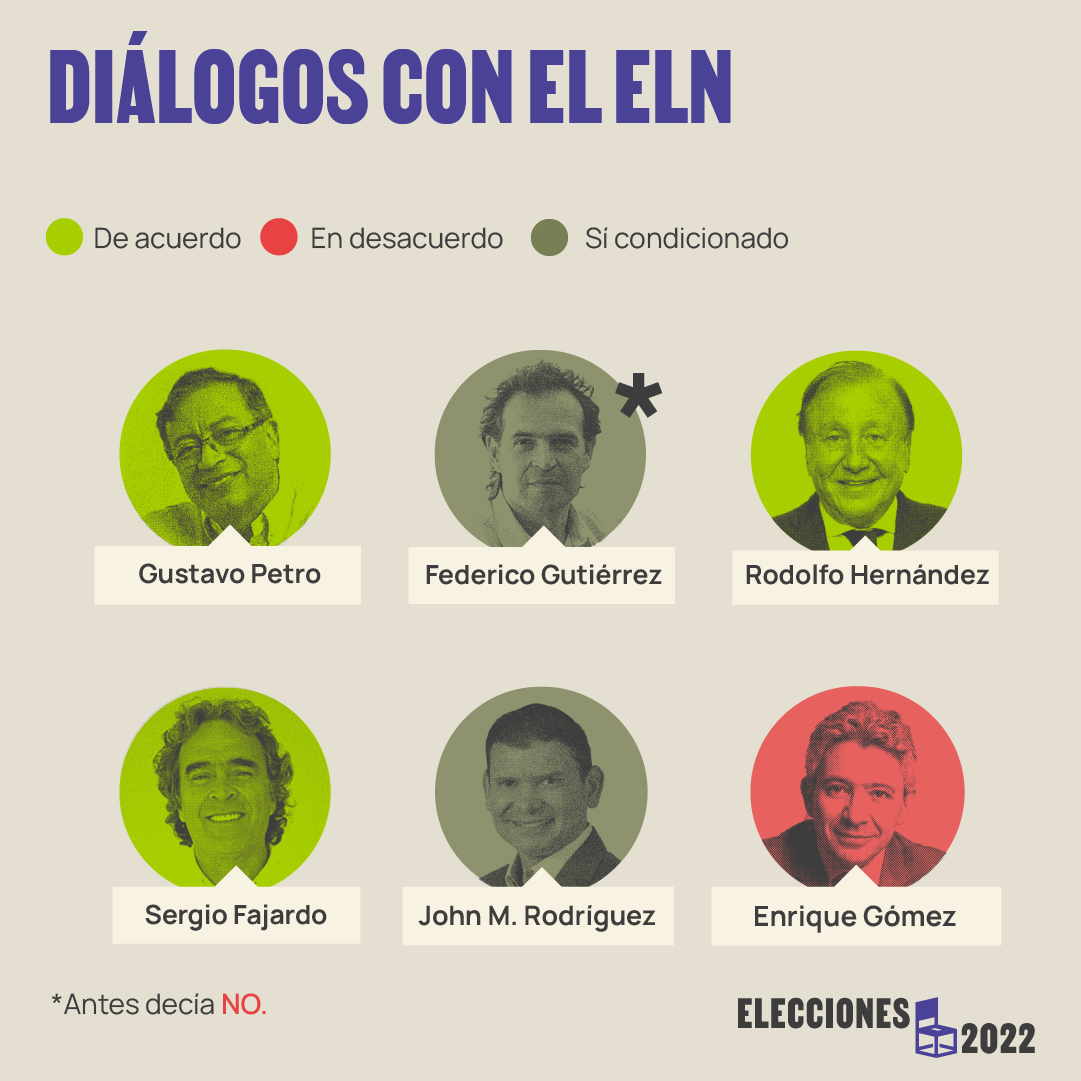 DIÁLOGOS CON EL ELN
De acuerdo En desacuerdo Sí condicionado
*
Gustavo Petro Federico Gutiérrez Rodolfo Hernández
Sergio Fajardo John M. Rodríguez Enrique Gómez
*Antes decía NO.
ELECCIONES 2022